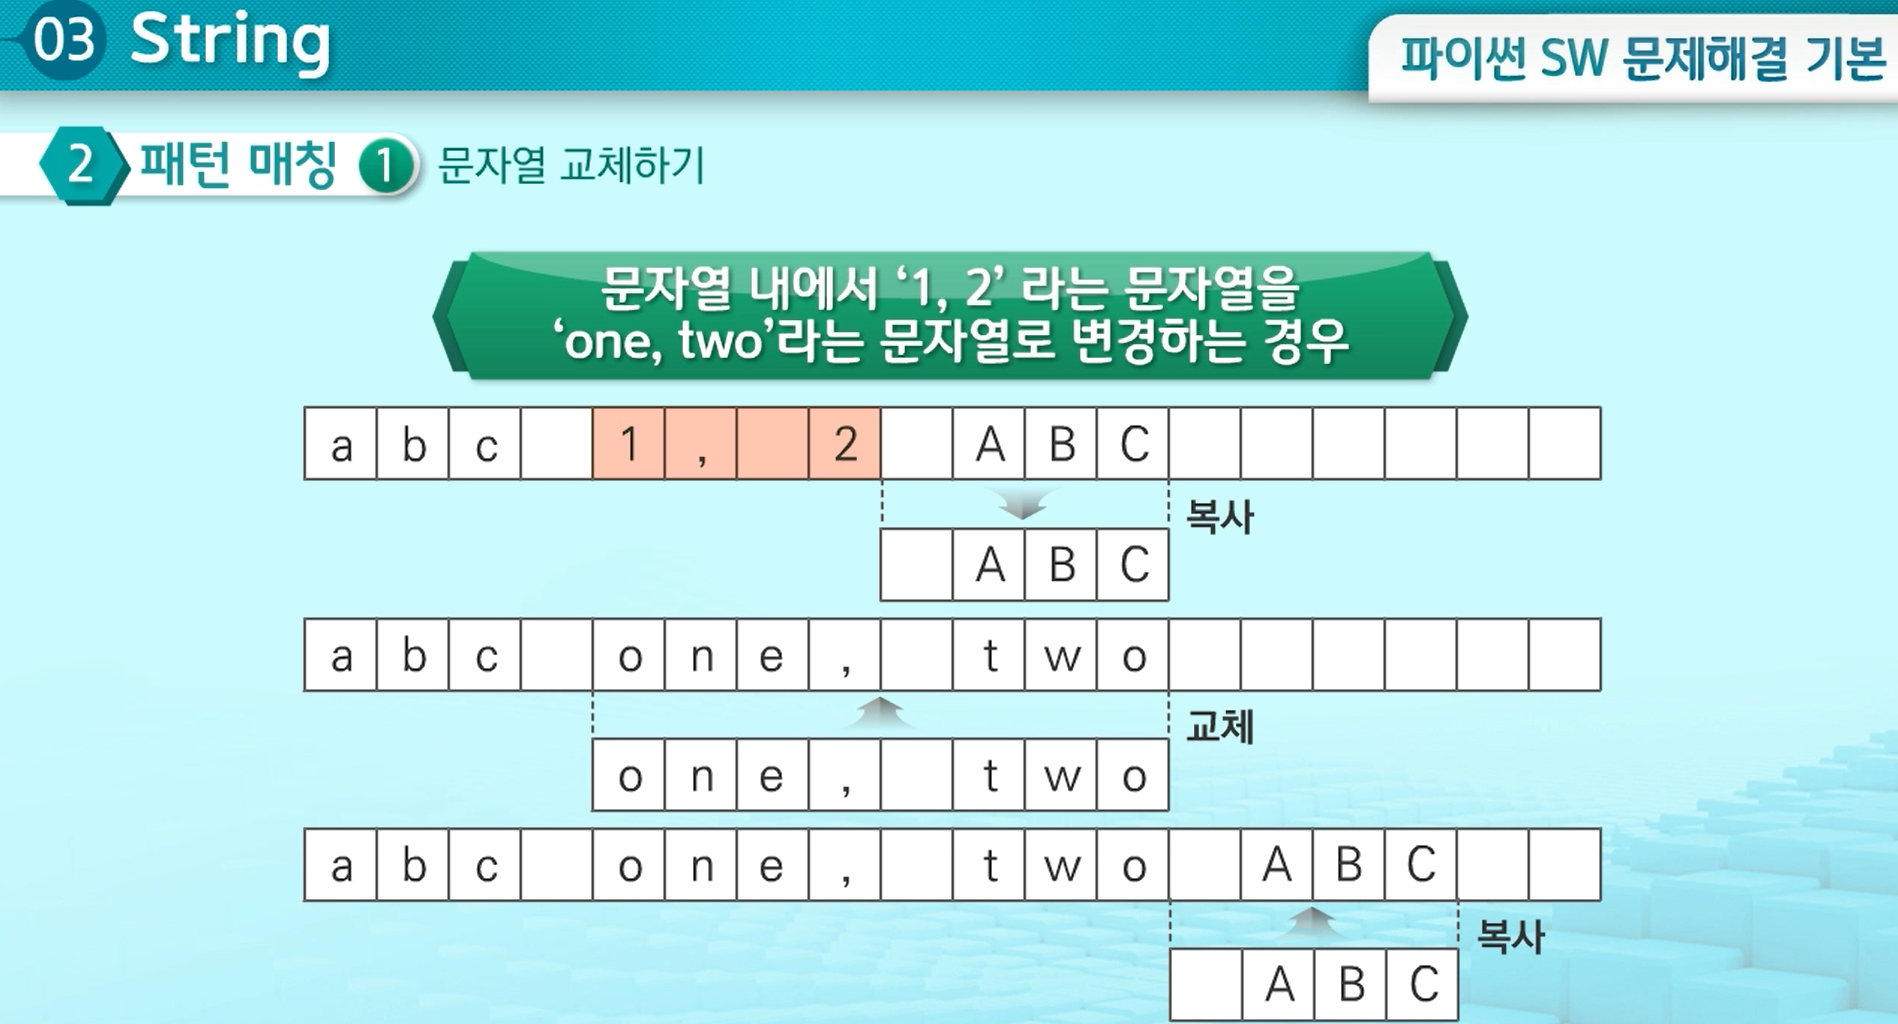 03 String
파이썬 SW 문제해결 기본
2 패턴 매칭 1 문자열 교체하기
문자열 내에서 ‘1, 2’ 라는 문자열을
‘one, two’라는 문자열로 변경하는 경우
a b c 1 , 2 A B C
복사
A B C
a b c o n e , t w o
교체
o n e , t w o
a b c o n e , t w o A B C
복사
A B C